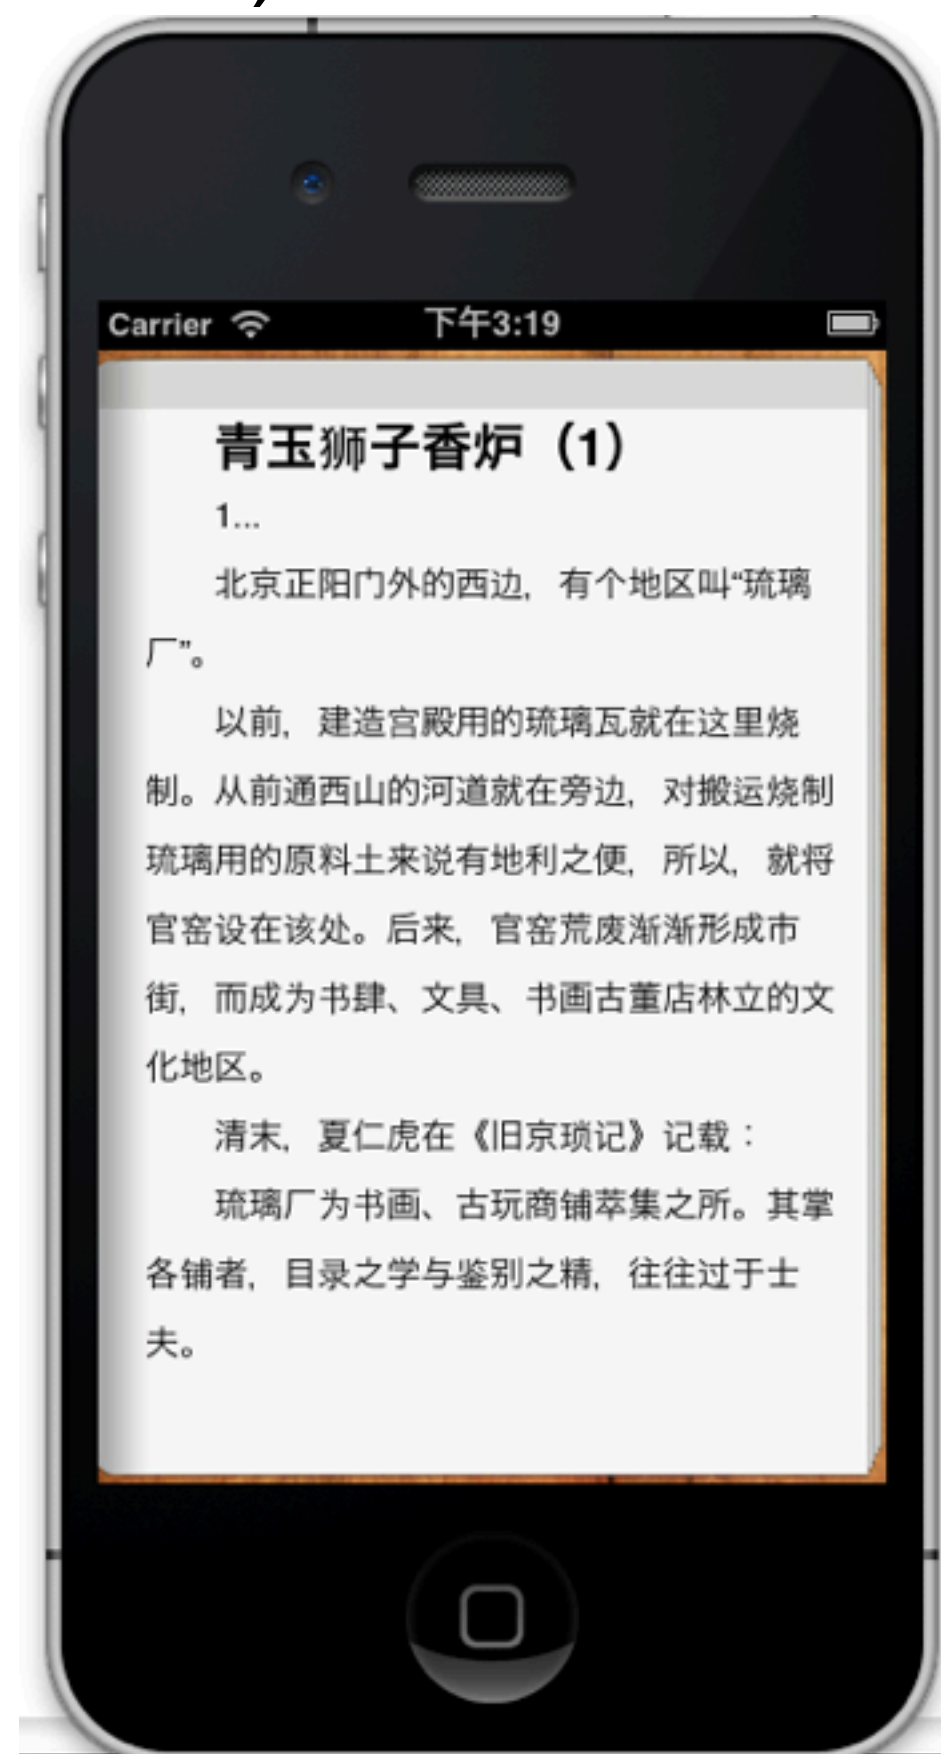 Carrier 下午3:19
青玉狮子香炉（1）
1...
北京正阳门外的西边，有个地区叫“琉璃
厂”。
以前，建造宫殿用的琉璃瓦就在这里烧
制。从前通西山的河道就在旁边，对搬运烧制
琉璃用的原料土来说有地利之便，所以，就将
官窑设在该处。后来，官窑荒废渐渐形成市
街，而成为书肆、文具、书画古董店林立的文
化地区。
清末，夏仁虎在《旧京琐记》记载：
琉璃厂为书画、古玩商铺萃集之所。其掌
各铺者，目录之学与鉴别之精，往往过于士
夫。